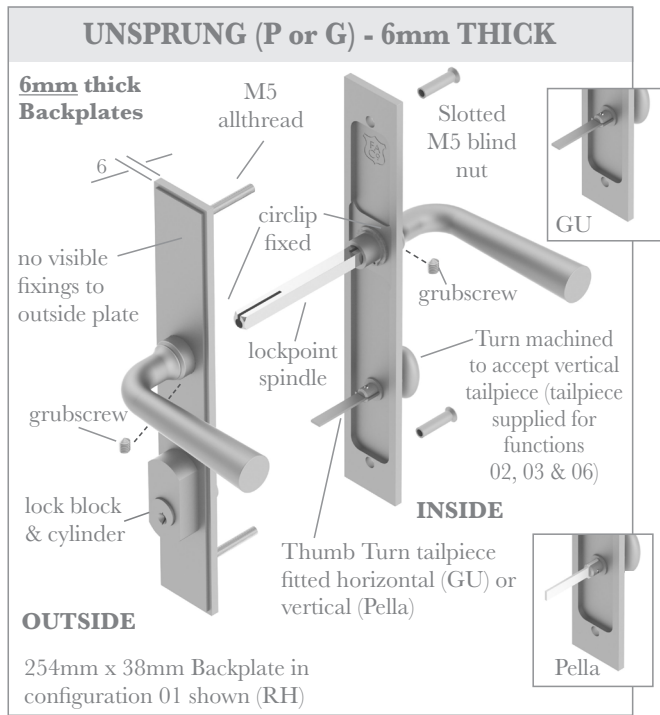 UNSPRUNG (P or G) - 6mm THICK
6mm thick
Backplates
M5
allthread
Slotted
M5 blind
nut
GU
6
circlip
fixed
no visible
fixings to
outside plate
grubscrew
lockpoint
spindle
Turn machined
to accept vertical
tailpiece (tailpiece
supplied for
functions
02, 03 & 06)
grubscrew
lock block
& cylinder
INSIDE
Thumb Turn tailpiece
fitted horizontal (GU) or
vertical (Pella)
OUTSIDE
Pella
254mm x 38mm Backplate in
configuration 01 shown (RH)